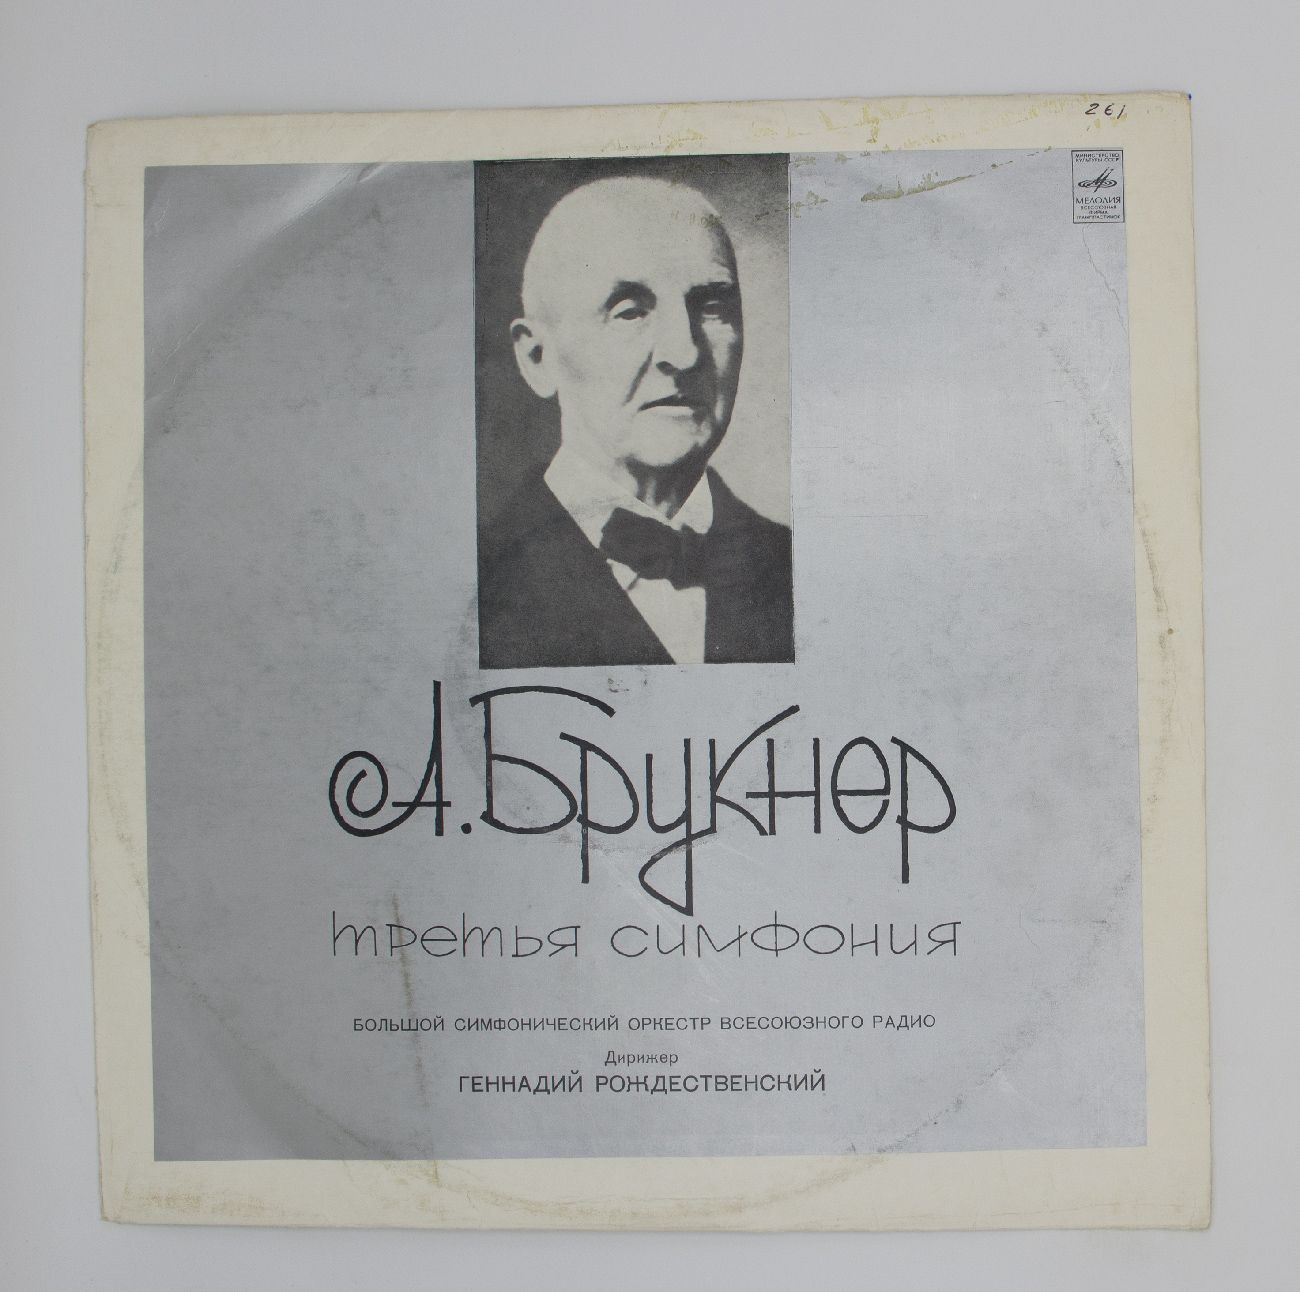 261
МИНИСТЕРСТВО
КУЛЬТУРЫ СССР
МЕЛОДИЯ
ВСЕСОЮЗНАЯ
ФИРМА
ГРАМПЛАСТИНОК
А. Брукнер
третья симфония
БОЛЬШОЙ СИМФОНИЧЕСКИЙ ОРКЕСТР ВСЕСОЮЗНОГО РАДИО
Дирижер
ГЕННАДИЙ РОЖДЕСТВЕНСКИЙ